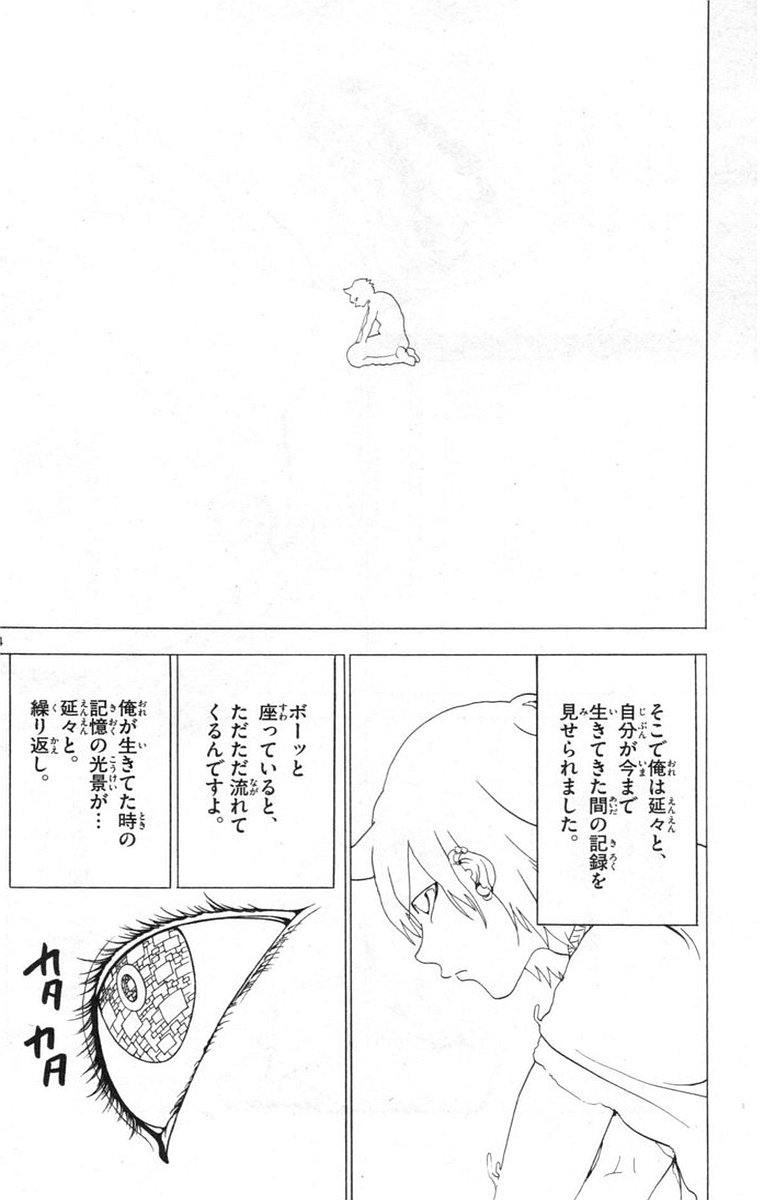 そこで俺は延々と、
自分が今まで
生きてきた間の記録を
見せられました。
ボーッと
座っていると、
ただただ流れて
くるんですよ。
俺が生きてた時の
記憶の光景が…
延々と。
繰り返し。
カタ
カタ